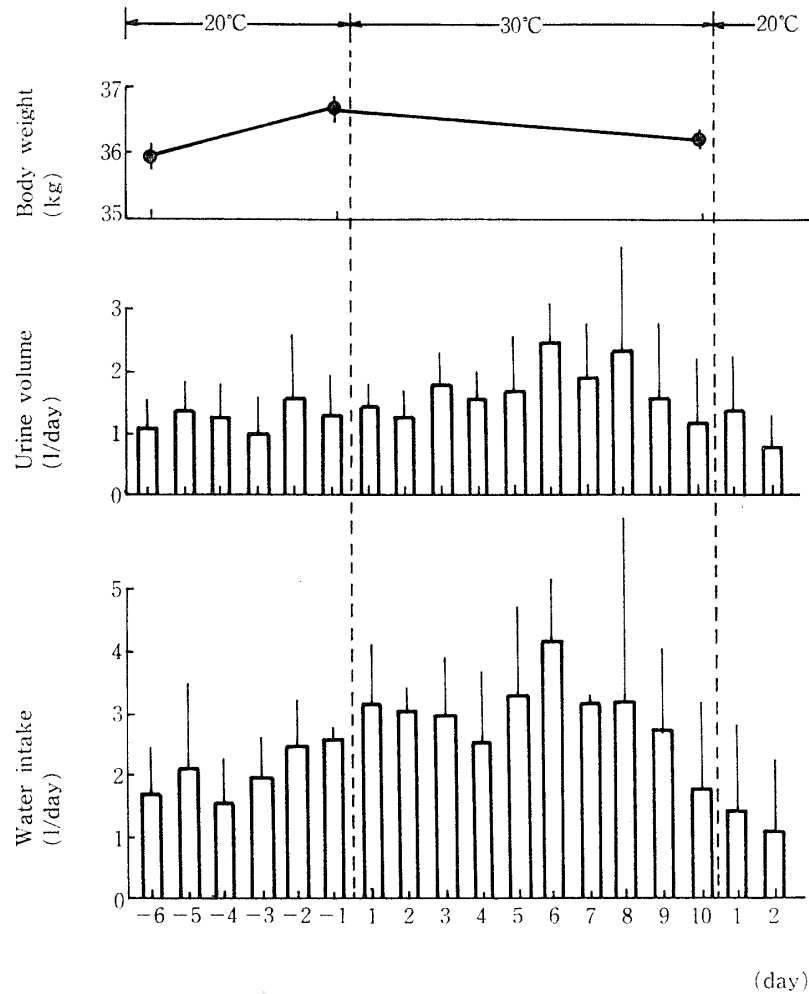 20℃ 30℃ 20℃
Body weight
(kg)
37
36
35
Urine volume
(l/day)
3
2
1
0
Water intake
(l/day)
5
4
3
2
1
0
−6 −5 −4 −3 −2 −1 1 2 3 4 5 6 7 8 9 10 1 2
(day)